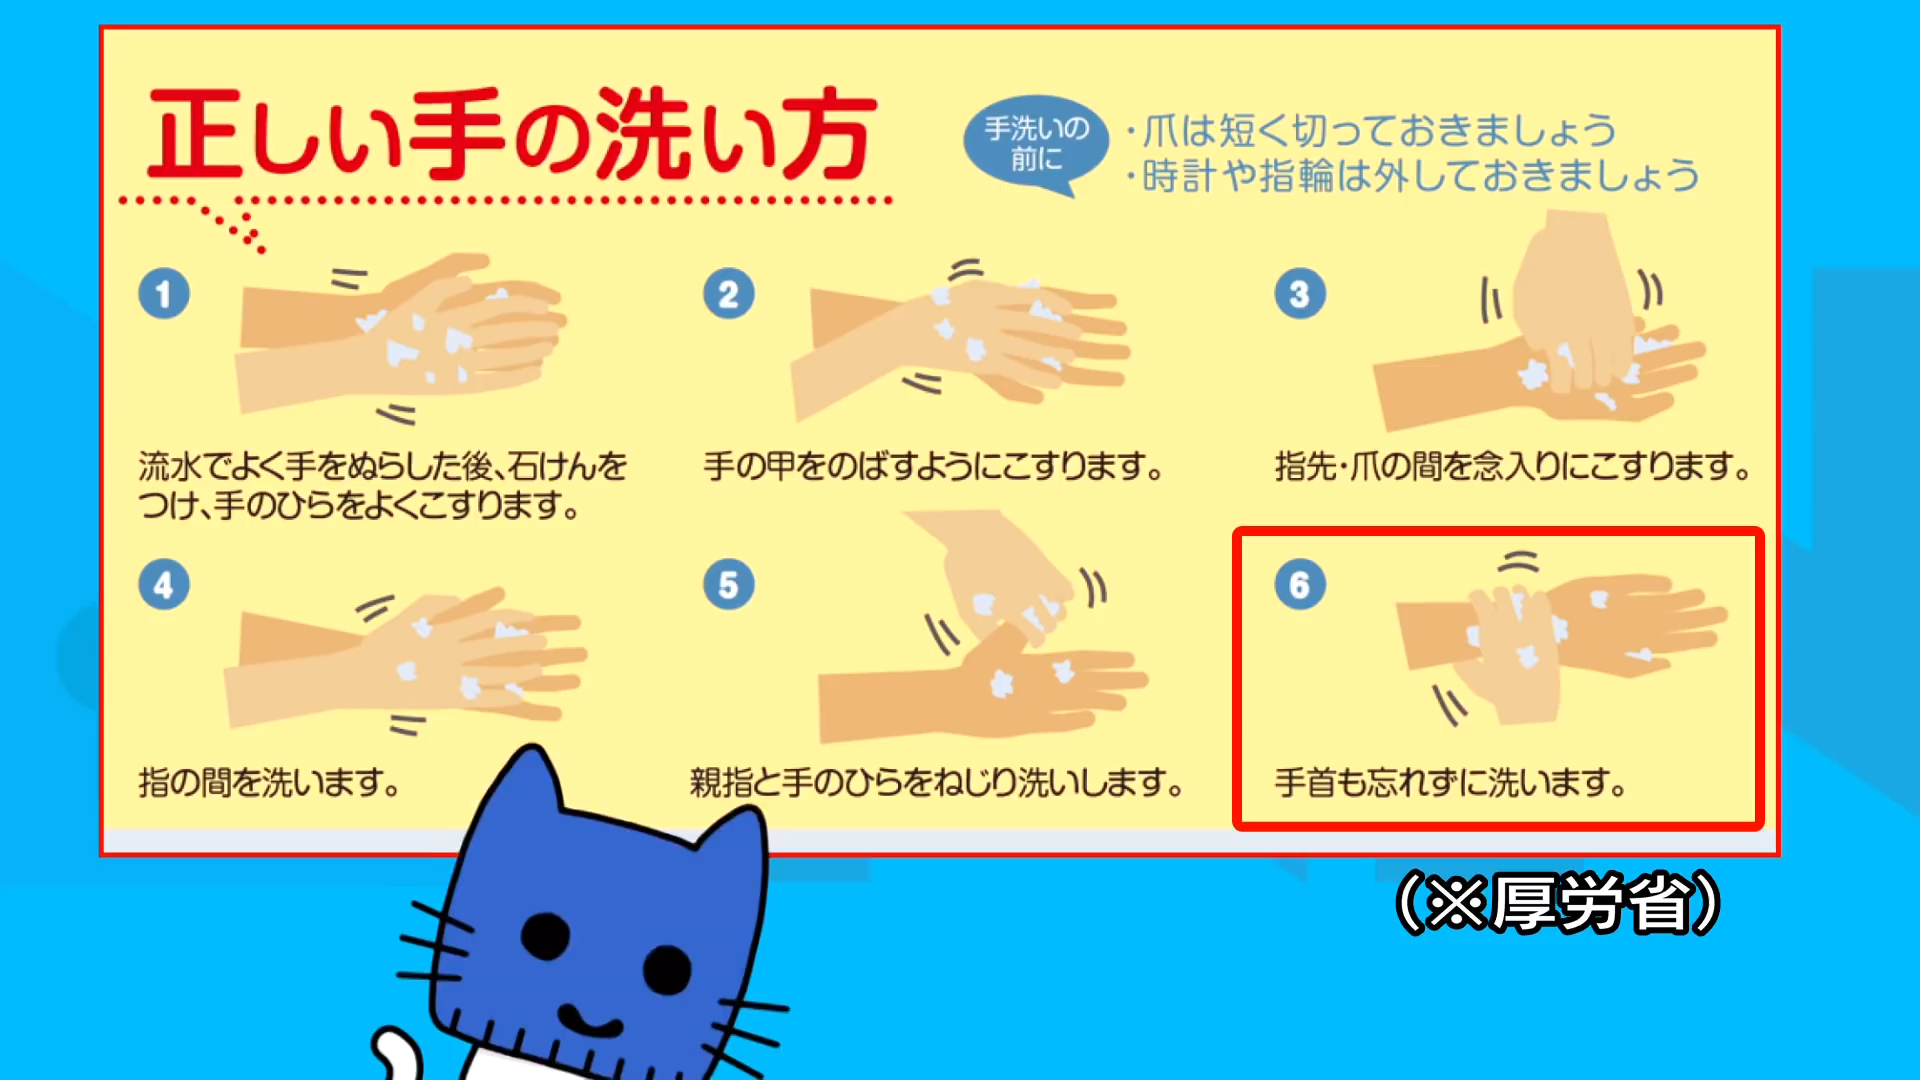 正しい手の洗い方
手洗いの
前に
・爪は短く切っておきましょう
・時計や指輪は外しておきましょう
1
流水でよく手をぬらした後、石けんを
つけ、手のひらをよくこすります。
2
手の甲をのばすようにこすります。
3
指先・爪の間を念入りにこすります。
4
指の間を洗います。
5
親指と手のひらをねじり洗いします。
6
手首も忘れずに洗います。
（※厚労省）